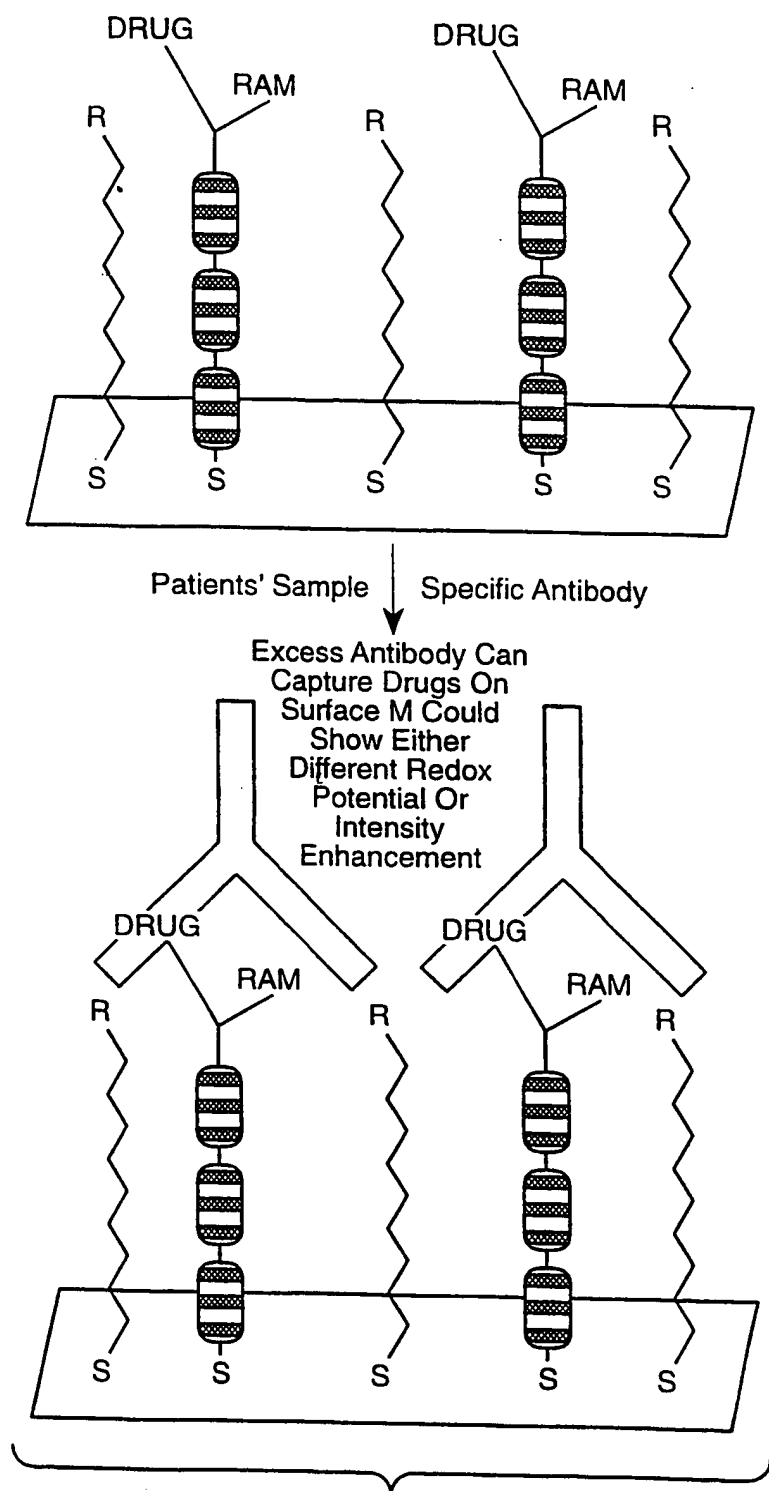 DRUG DRUG
RAM RAM
R R R
S S S S S
Patients' Sample Specific Antibody
Excess Antibody Can
Capture Drugs On
Surface M Could
Show Either
Different Redox
Potential Or
Intensity
Enhancement
DRUG DRUG
RAM RAM
R R R
S S S S S